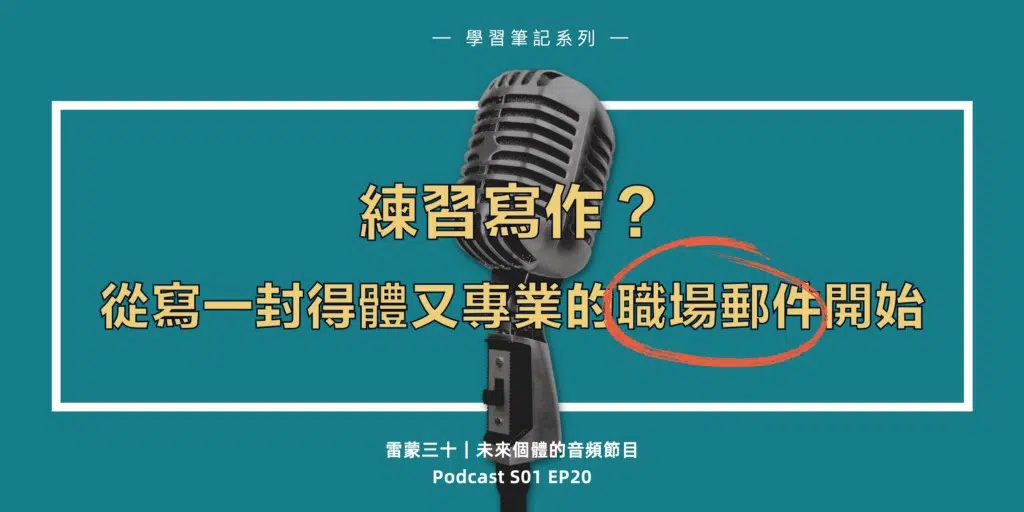 — 學習筆記系列 —
練習寫作？
從寫一封得體又專業的職場郵件開始
雷蒙三十｜未來個體的音頻節目
Podcast S01 EP20